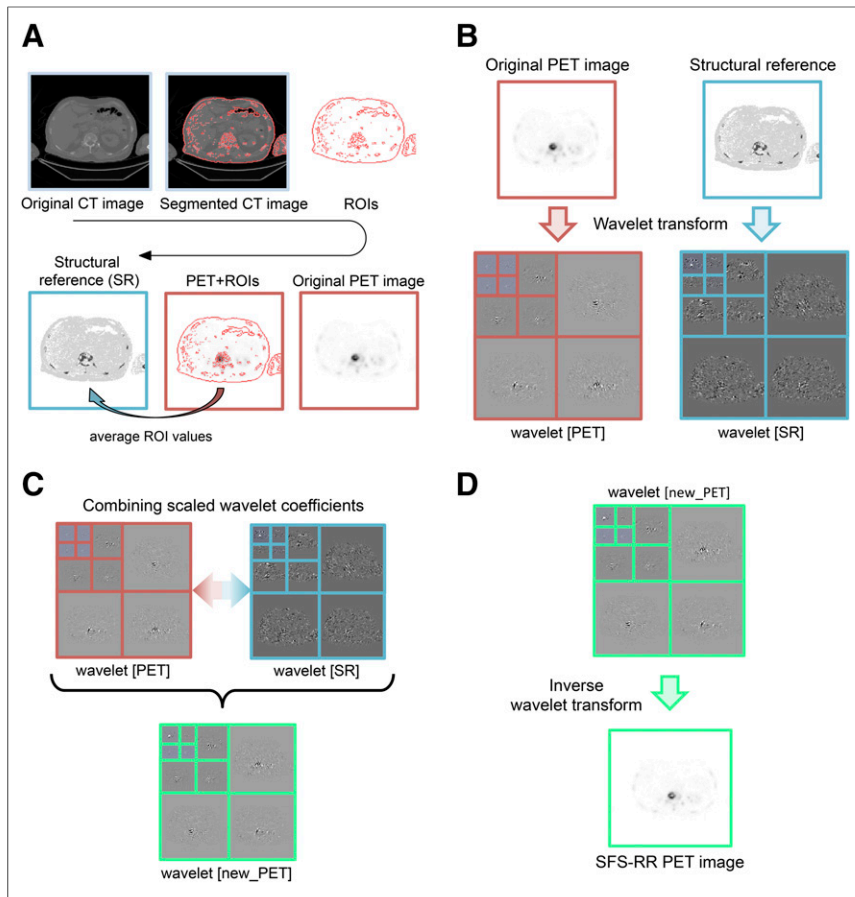 A
Original CT image
Segmented CT image
ROIs
Structural
reference (SR)
PET+ROIs
Original PET image
average ROI values
B
Original PET image
Structural reference
Wavelet transform
wavelet [PET]
wavelet [SR]
C
Combining scaled wavelet coefficients
wavelet [PET]
wavelet [SR]
wavelet [new_PET]
D
wavelet [new_PET]
Inverse
wavelet transform
SFS-RR PET image